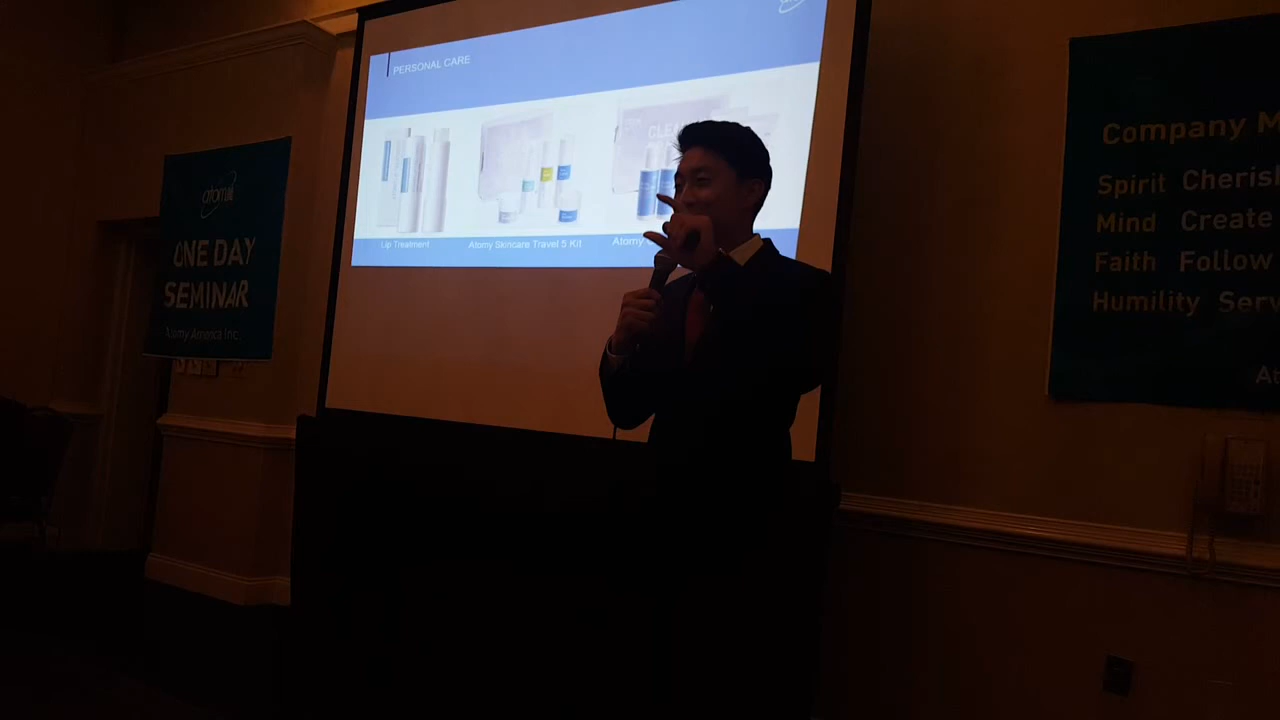 atomy
ONE DAY
SEMINAR
Atomy America Inc.
PERSONAL CARE
Lip Treatment
Atomy Skincare Travel 5 Kit
Atomy
Company
Spirit Cherish
Mind Create
Faith Follow
Humility